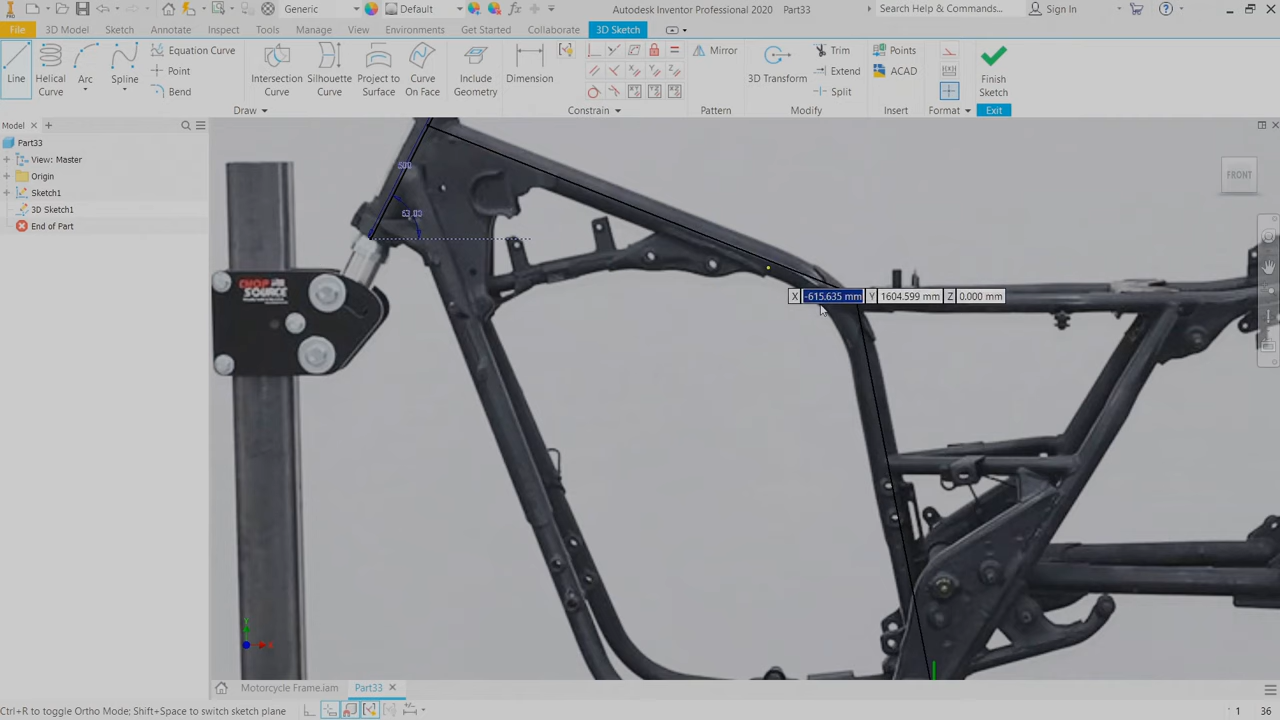 Generic
Default
Autodesk Inventor Professional 2020 Part33
Search Help & Commands...
Sign In
File
3D Model
Sketch
Annotate
Inspect
Tools
Manage
View
Environments
Get Started
Collaborate
3D Sketch
Line
Helical
Curve
Arc
Spline
Equation Curve
Point
Bend
Intersection
Curve
Silhouette
Curve
Project to
Surface
Curve
On Face
Include
Geometry
Dimension
Mirror
3D Transform
Trim
Extend
Split
Points
ACAD
Finish
Sketch
Draw
Constrain
Pattern
Modify
Insert
Format
Exit
Model
Part33
View: Master
Origin
Sketch1
3D Sketch1
End of Part
FRONT
500
63.00
CHOP
SOURCE
X -615.635 mm Y 1604.599 mm Z 0.000 mm
Y
X
Motorcycle Frame.iam
Part33
Ctrl+R to toggle Ortho Mode; Shift+Space to switch sketch plane
1 36